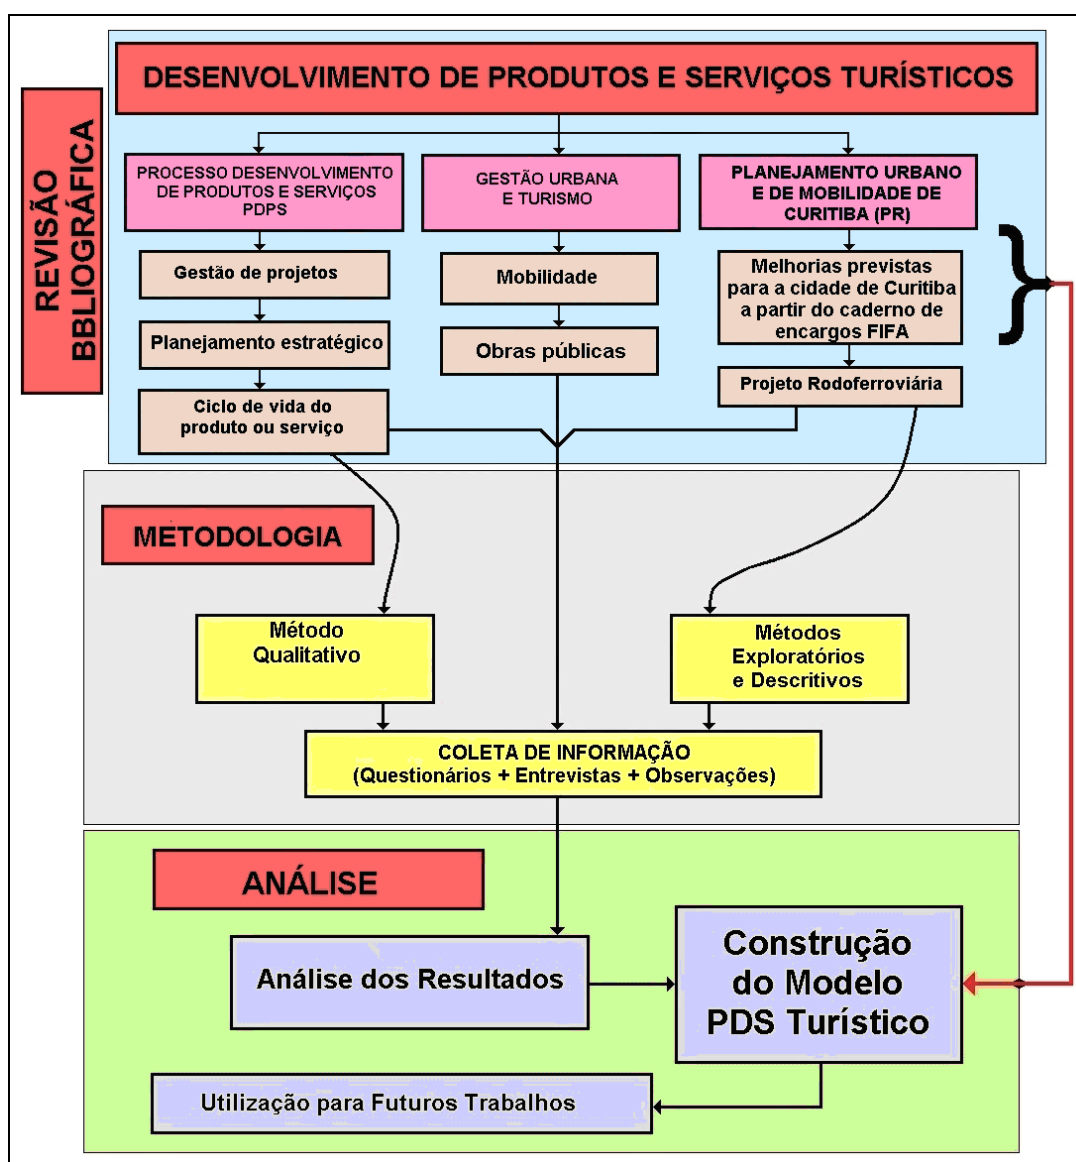 DESENVOLVIMENTO DE PRODUTOS E SERVIÇOS TURÍSTICOS
REVISÃO
BBLIOGRÁFICA
PROCESSO DESENVOLVIMENTO
DE PRODUTOS E SERVIÇOS
PDPS
GESTÃO URBANA
E TURISMO
PLANEJAMENTO URBANO
E DE MOBILIDADE DE
CURITIBA (PR)
Gestão de projetos
Mobilidade
Melhorias previstas
para a cidade de Curitiba
a partir do caderno de
encargos FIFA
Planejamento estratégico
Obras públicas
Projeto Rodoferroviária
Ciclo de vida do
produto ou serviço
METODOLOGIA
Método
Qualitativo
Métodos
Exploratórios
e Descritivos
COLETA DE INFORMAÇÃO
(Questionários + Entrevistas + Observações)
ANÁLISE
Análise dos Resultados
Construção
do Modelo
PDS Turístico
Utilização para Futuros Trabalhos